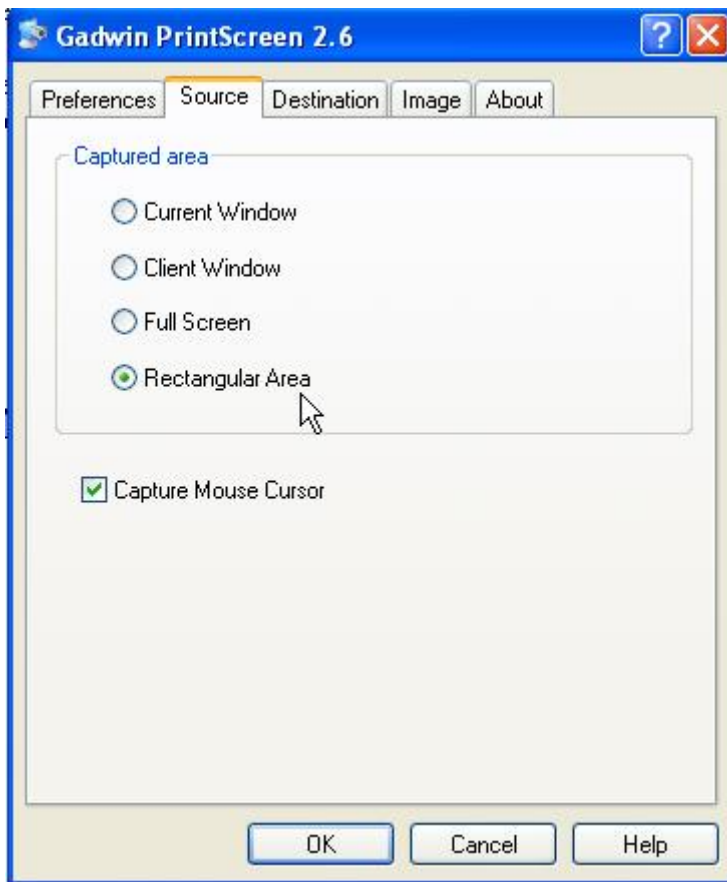 Gadwin PrintScreen 2.6
Preferences Source Destination Image About
Captured area
Current Window
Client Window
Full Screen
Rectangular Area
Capture Mouse Cursor
OK Cancel Help